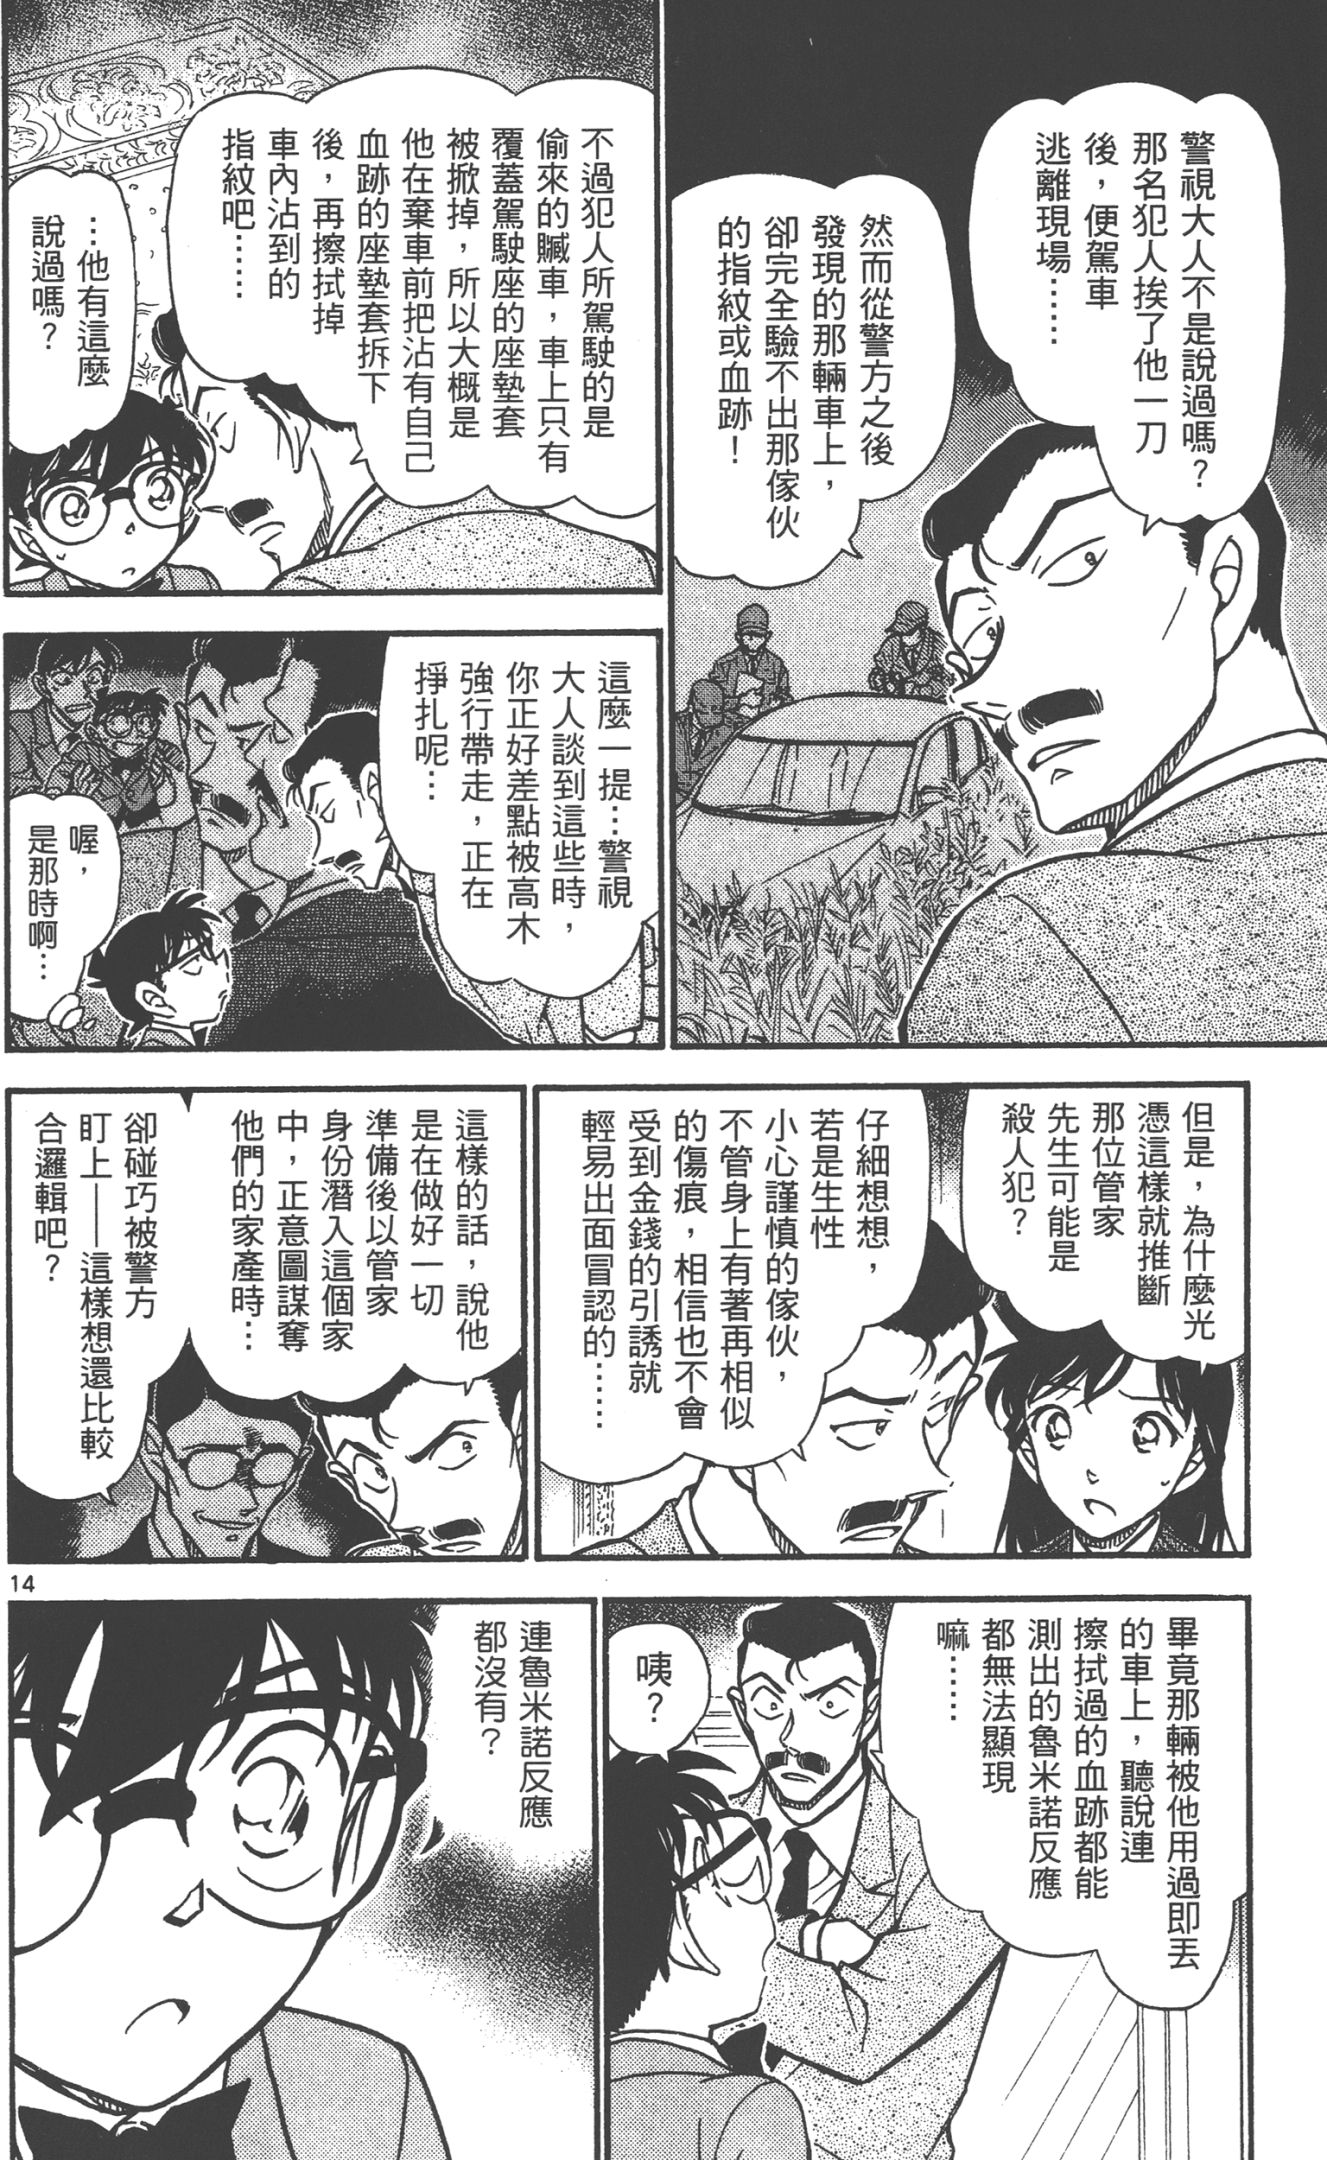 警視大人不是說過嗎？
那名犯人挨了他一刀
後，便駕車
逃離現場⋯⋯
然而從警方之後
發現的那輛車上，
卻完全驗不出那傢伙
的指紋或血跡！
不過犯人所駕駛的是
偷來的贓車，車上只有
覆蓋駕駛座的座墊套
被掀掉，所以大概是
他在棄車前把沾有自己
血跡的座墊套拆下
後，再擦拭掉
車內沾到的
指紋吧⋯⋯
⋯他有這麼
說過嗎？
這麼一提⋯警視
大人談到這些時，
你正好差點被高木
強行帶走，正在
掙扎呢⋯
喔，
是那時啊⋯
但是，為什麼光
憑這樣就推斷
那位管家
先生可能是
殺人犯？
仔細想想，
若是生性
小心謹慎的傢伙，
不管身上有著再相似
的傷痕，相信也不會
受到金錢的引誘就
輕易出面冒認的⋯⋯
這樣的話，說他
是在做好一切
準備後以管家
身份潛入這個家
中，正意圖謀奪
他們的家產時⋯
卻碰巧被警方
盯上——這樣想還比較
合邏輯吧？
14
畢竟那輛被他用過即丟
的車上，聽說連
擦拭過的血跡都能
測出的魯米諾反應
都無法顯現
嘛⋯⋯
咦？
連魯米諾反應
都沒有？